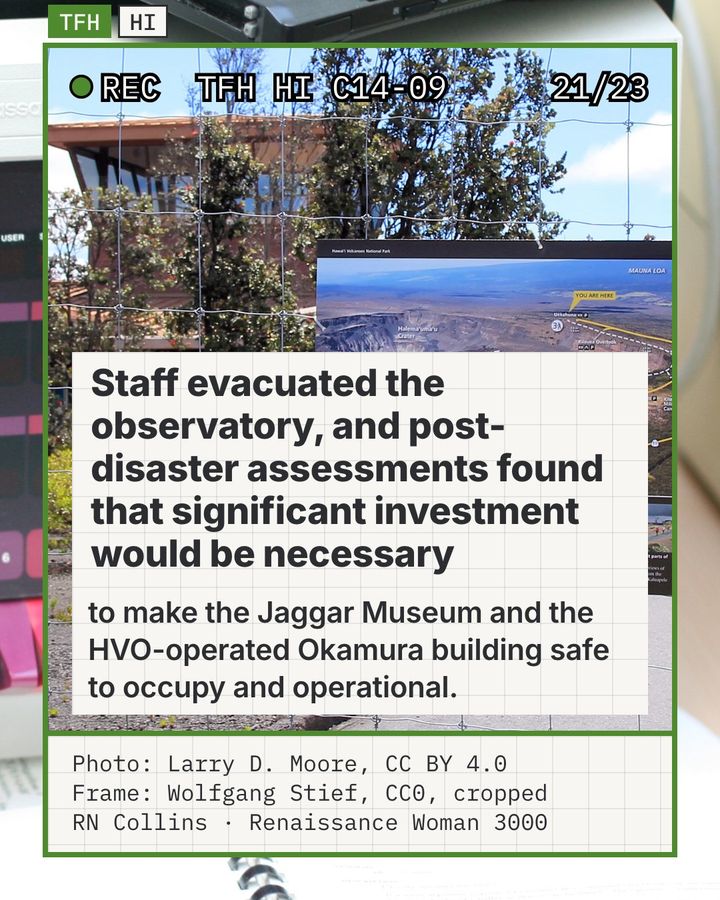 TFH HI
REC TFH HI C14-09 21/23
USER
Hawai'i Volcanoes National Park
MAUNA LOA
YOU ARE HERE
Halema'uma'u
Crater
Staff evacuated the
observatory, and post-
disaster assessments found
that significant investment
would be necessary
to make the Jaggar Museum and the
HVO-operated Okamura building safe
to occupy and operational.
6
Photo: Larry D. Moore, CC BY 4.0
Frame: Wolfgang Stief, CC0, cropped
RN Collins · Renaissance Woman 3000